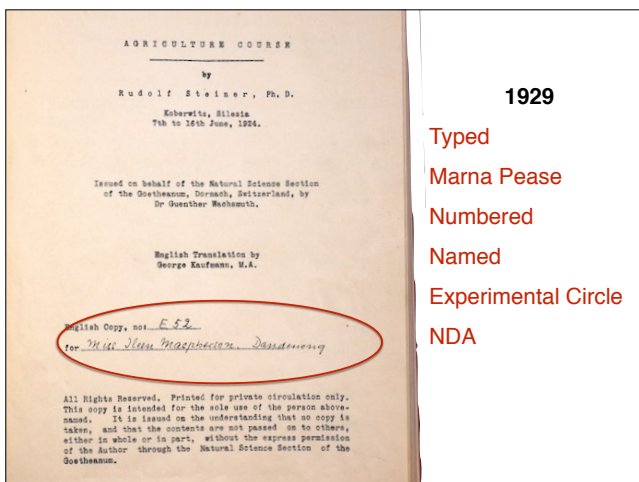 AGRICULTURE COURSE
by
Rudolf Steiner, Ph. D.
Koberwitz, Silesia
7th to 16th June, 1924.
Issued on behalf of the Natural Science Section
of the Goetheanum, Dornach, Switzerland, by
Dr Guenther Wachsmuth.
English Translation by
George Kaufmann, M.A.
English Copy, no: E 52
for Miss Ileen Macpherson. Dandenong
All Rights Reserved. Printed for private circulation only.
This copy is intended for the sole use of the person above-
named. It is issued on the understanding that no copy is
taken, and that the contents are not passed on to others,
either in whole or in part, without the express permission
of the Author through the Natural Science Section of the
Goetheanum.
1929
Typed
Marna Pease
Numbered
Named
Experimental Circle
NDA